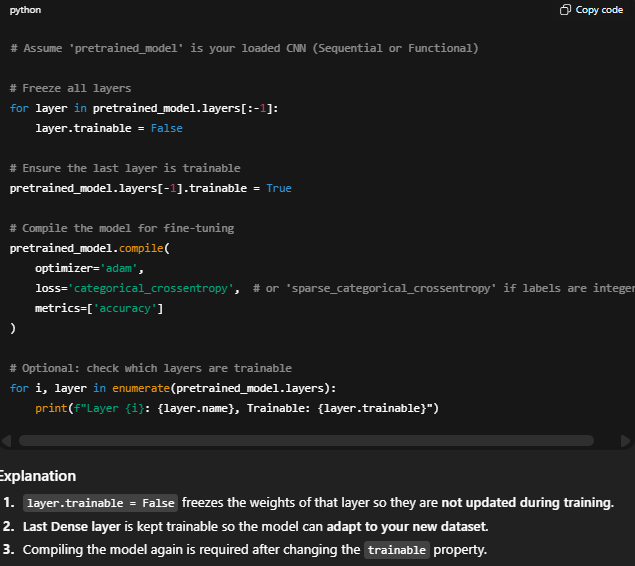 python
Copy code
# Assume 'pretrained_model' is your loaded CNN (Sequential or Functional)
# Freeze all layers
for layer in pretrained_model.layers[:-1]:
    layer.trainable = False
# Ensure the last layer is trainable
pretrained_model.layers[-1].trainable = True
# Compile the model for fine-tuning
pretrained_model.compile(
    optimizer='adam',
    loss='categorical_crossentropy',  # or 'sparse_categorical_crossentropy' if labels are integer
    metrics=['accuracy']
)
# Optional: check which layers are trainable
for i, layer in enumerate(pretrained_model.layers):
    print(f"Layer {i}: {layer.name}, Trainable: {layer.trainable}")
Explanation
1. layer.trainable = False freezes the weights of that layer so they are not updated during training.
2. Last Dense layer is kept trainable so the model can adapt to your new dataset.
3. Compiling the model again is required after changing the trainable property.